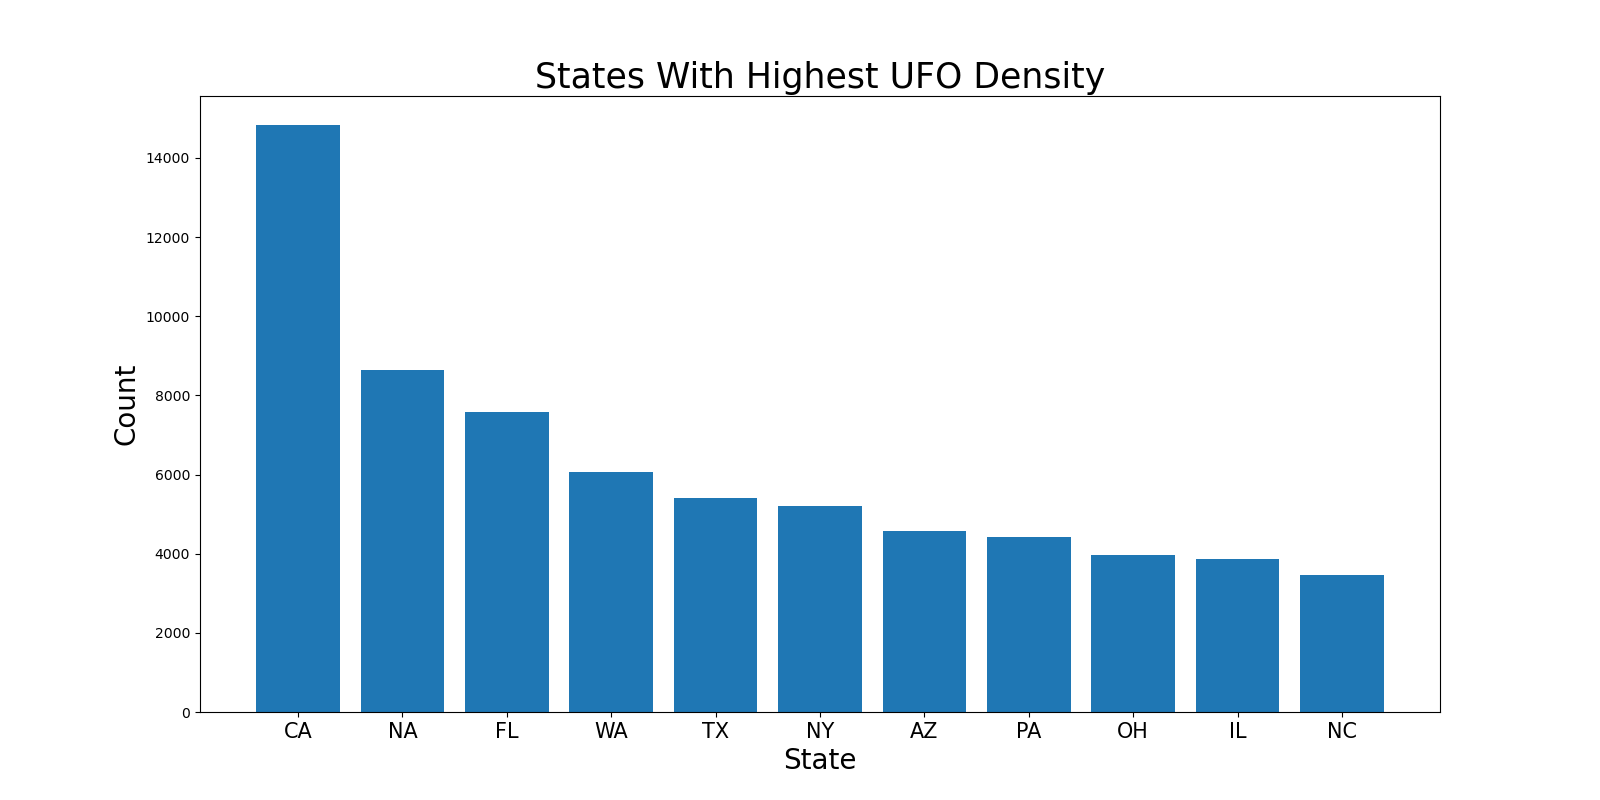 States With Highest UFO Density
Count
14000
12000
10000
8000
6000
4000
2000
0
CA NA FL WA TX NY AZ PA OH IL NC
State